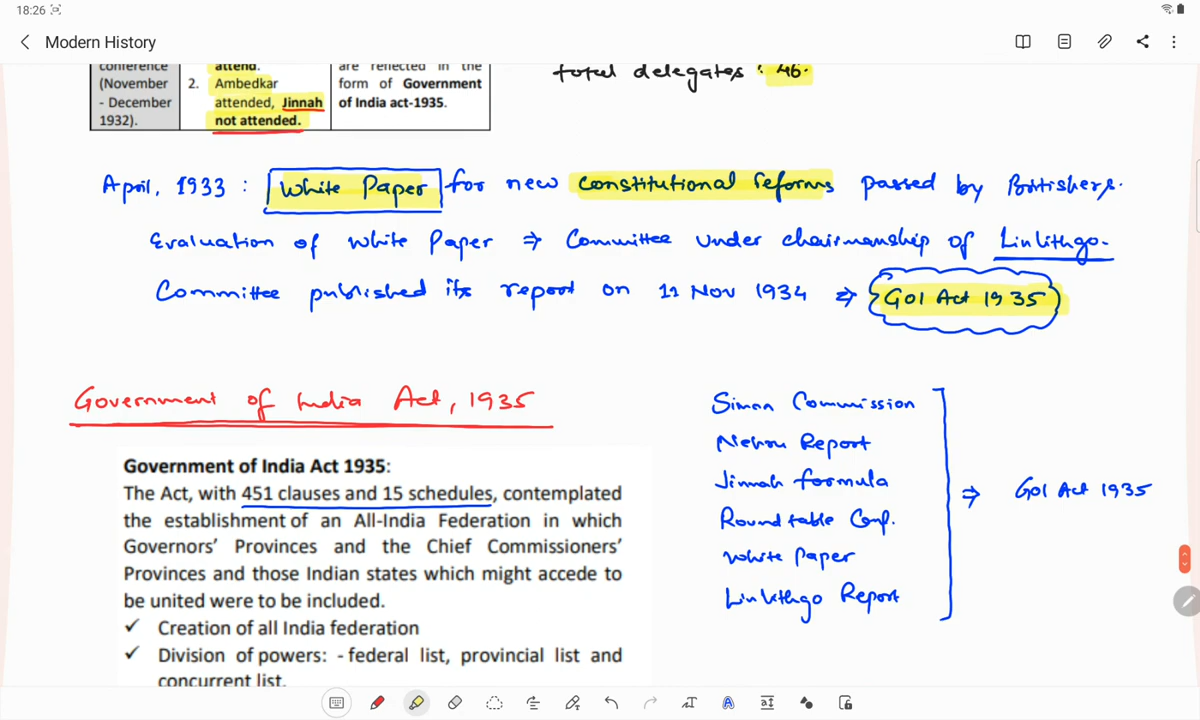 18:26
Modern History
conference
(November
- December
1932).
attend.
2. Ambedkar
attended, Jinnah
not attended.
are reflected in the
form of Government
of India act-1935.
total delegates : 46.
April, 1933 : White Paper for new constitutional reforms passed by Britishers.
Evaluation of White Paper ⇒ Committee under chairmanship of Linlithgo.
Committee published its report on 11 Nov 1934 ⇒ GOI Act 1935
Government of India Act, 1935
Government of India Act 1935:
The Act, with 451 clauses and 15 schedules, contemplated
the establishment of an All-India Federation in which
Governors' Provinces and the Chief Commissioners'
Provinces and those Indian states which might accede to
be united were to be included.
✓ Creation of all India federation
✓ Division of powers: - federal list, provincial list and
concurrent list.
Simon Commission
Nehru Report
Jinnah formula
Roundtable Conf.
White Paper
Linlithgo Report
⇒ GOI Act 1935